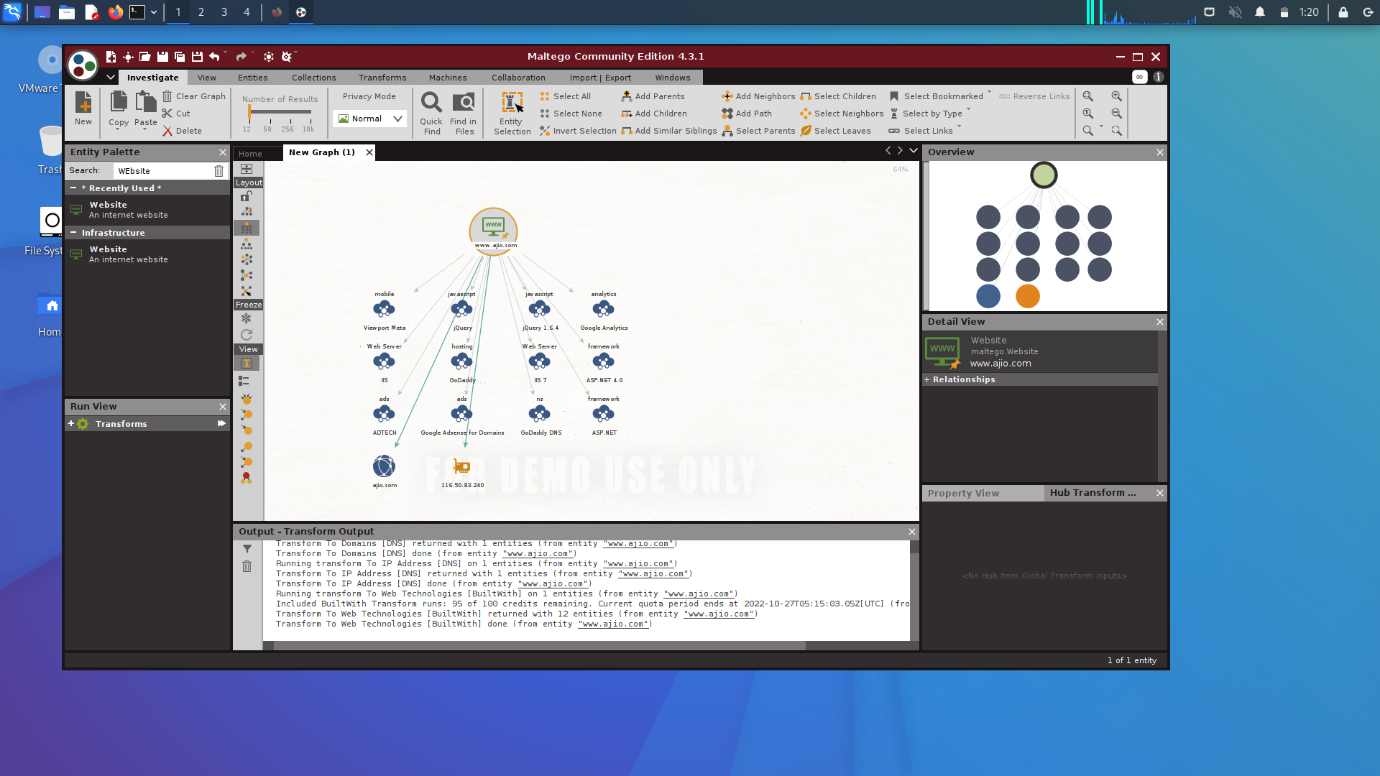 1 2 3 4
1:20
VMware
Trash
File Syst
Home
Maltego Community Edition 4.3.1
Investigate View Entities Collections Transforms Machines Collaboration Import | Export Windows
New
Copy
Paste
Clear Graph
Cut
Delete
Number of Results
12 50 256 10k
Privacy Mode
Normal
Quick Find
Find in Files
Entity Selection
Select All
Select None
Invert Selection
Add Parents
Add Children
Add Similar Siblings
Add Neighbors
Add Path
Select Parents
Select Children
Select Neighbors
Select Leaves
Select Bookmarked
Select by Type
Select Links
Reverse Links
Entity Palette
Search: WEbsite
* Recently Used *
Website
An internet website
Infrastructure
Website
An internet website
Run View
Transforms
Home New Graph (1)
Layout
Freeze
View
64%
www
www.ajio.com
mobile javascript javascript analytics
Viewport Meta jQuery jQuery 1.6.4 Google Analytics
Web Server hosting Web Server framework
IIS GoDaddy IIS 7 ASP.NET 4.0
ads ads ns framework
ADTECH Google Adsense for Domains GoDaddy DNS ASP.NET
ajio.com 116.50.83.240
FOR DEMO USE ONLY
Output - Transform Output
Transform To Domains [DNS] returned with 1 entities (from entity "www.ajio.com")
Transform To Domains [DNS] done (from entity "www.ajio.com")
Running transform To IP Address [DNS] on 1 entities (from entity "www.ajio.com")
Transform To IP Address [DNS] returned with 1 entities (from entity "www.ajio.com")
Transform To IP Address [DNS] done (from entity "www.ajio.com")
Running transform To Web Technologies [BuiltWith] on 1 entities (from entity "www.ajio.com")
Included BuiltWith Transform runs: 95 of 100 credits remaining. Current quota period ends at 2022-10-27T05:15:03.05Z[UTC] (fro
Transform To Web Technologies [BuiltWith] returned with 12 entities (from entity "www.ajio.com")
Transform To Web Technologies [BuiltWith] done (from entity "www.ajio.com")
Overview
Detail View
WWW
Website
maltego.Website
www.ajio.com
Relationships
Property View Hub Transform ...
<No Hub Item Global Transform Inputs>
1 of 1 entity